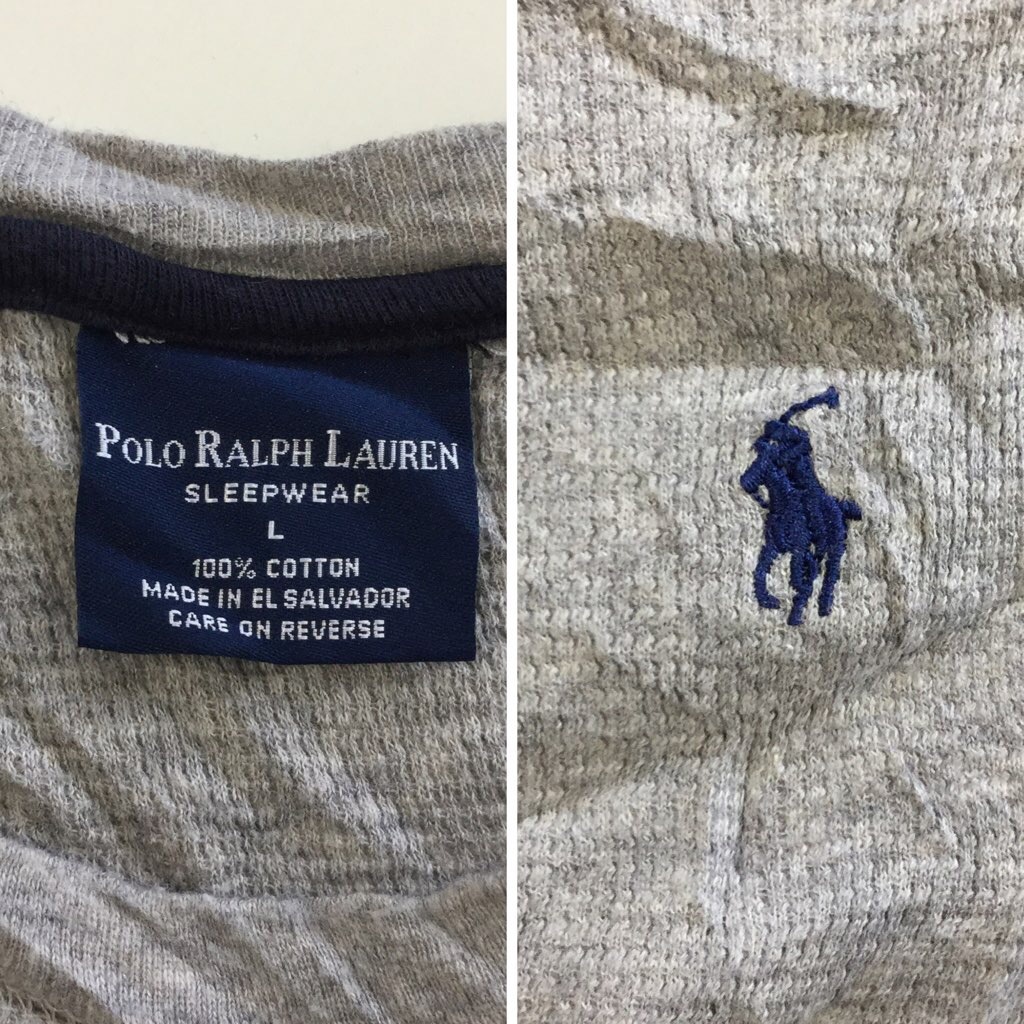 POLO RALPH LAUREN
SLEEPWEAR
L
100% COTTON
MADE IN EL SALVADOR
CARE ON REVERSE